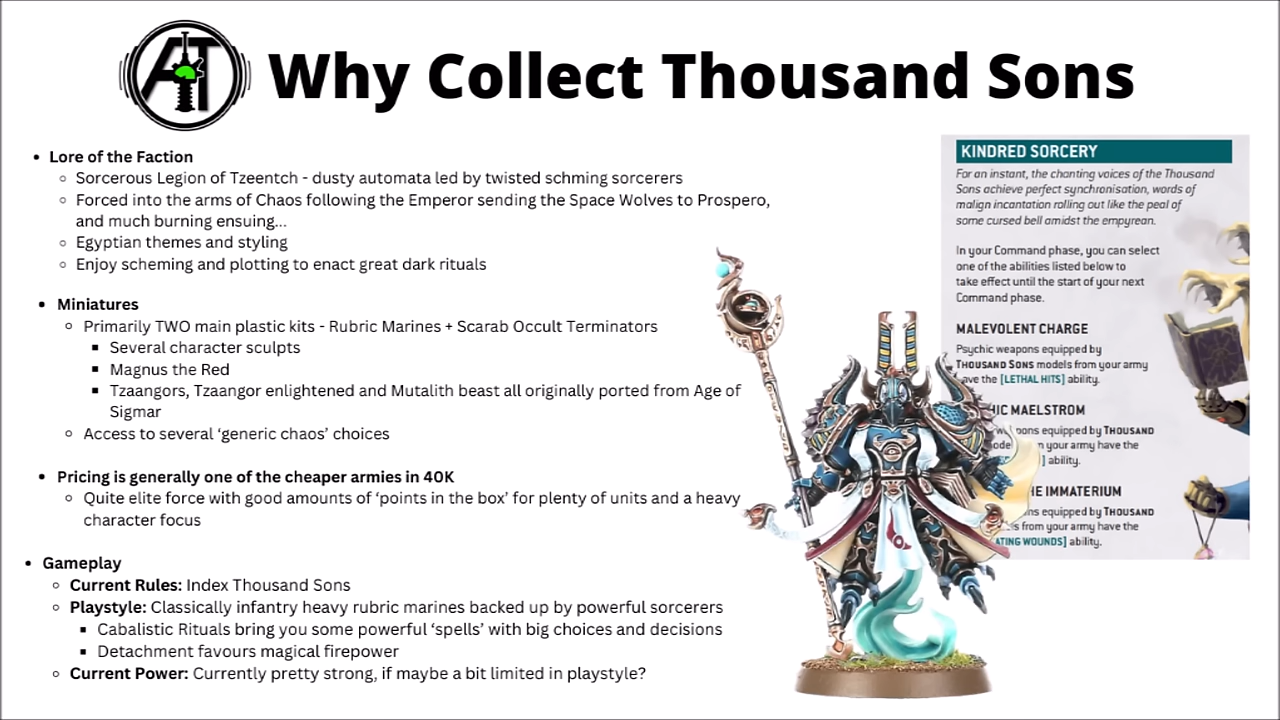 AT
Why Collect Thousand Sons
• Lore of the Faction
○ Sorcerous Legion of Tzeentch - dusty automata led by twisted schming sorcerers
○ Forced into the arms of Chaos following the Emperor sending the Space Wolves to Prospero,
and much burning ensuing...
○ Egyptian themes and styling
○ Enjoy scheming and plotting to enact great dark rituals
• Miniatures
○ Primarily TWO main plastic kits - Rubric Marines + Scarab Occult Terminators
▪ Several character sculpts
▪ Magnus the Red
▪ Tzaangors, Tzaangor enlightened and Mutalith beast all originally ported from Age of
Sigmar
○ Access to several ‘generic chaos’ choices
• Pricing is generally one of the cheaper armies in 40K
○ Quite elite force with good amounts of ‘points in the box’ for plenty of units and a heavy
character focus
• Gameplay
○ Current Rules: Index Thousand Sons
○ Playstyle: Classically infantry heavy rubric marines backed up by powerful sorcerers
▪ Cabalistic Rituals bring you some powerful ‘spells’ with big choices and decisions
▪ Detachment favours magical firepower
○ Current Power: Currently pretty strong, if maybe a bit limited in playstyle?
KINDRED SORCERY
For an instant, the chanting voices of the Thousand
Sons achieve perfect synchronisation, words of
malign incantation rolling out like the peal of
some cursed bell amidst the empyrean.
In your Command phase, you can select
one of the abilities listed below to
take effect until the start of your next
Command phase.
MALEVOLENT CHARGE
Psychic weapons equipped by
THOUSAND SONS models from your army
have the [LETHAL HITS] ability.
MAELSTROM
equipped by THOUSAND
your army have the
] ability.
IMMATERIUM
equipped by THOUSAND
from your army have the
WOUNDS] ability.